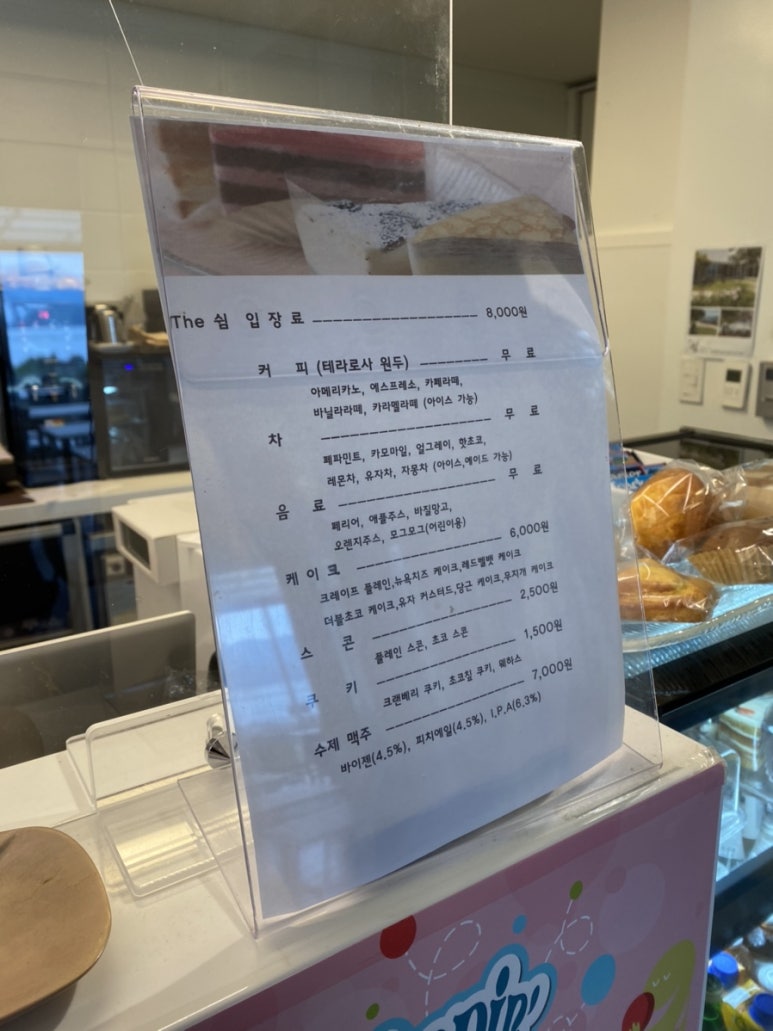 The 쉼 입장료 ------------------ 8,000원
커 피 (테라로사 원두) -------- 무 료
아메리카노, 에스프레소, 카페라떼,
바닐라라떼, 카라멜라떼 (아이스 가능)
차 -------------------- 무 료
페파민트, 카모마일, 얼그레이, 핫초코,
레몬차, 유자차, 자몽차 (아이스,에이드 가능)
음 료 ------------------ 무 료
페리어, 애플주스, 바질망고,
오렌지주스, 모그모그(어린이용)
케이크 ------------------ 6,000원
크레이프 플레인,뉴욕치즈 케이크,레드벨벳 케이크
더블초코 케이크,유자 커스터드,당근 케이크,무지개 케이크
스 콘 ------------------ 2,500원
플레인 스콘, 초코 스콘
쿠 키 ------------------ 1,500원
크랜베리 쿠키, 초코칩 쿠키, 웨하스
수제 맥주 ------------------ 7,000원
바이젠(4.5%), 피치에일(4.5%), I.P.A(6.3%)